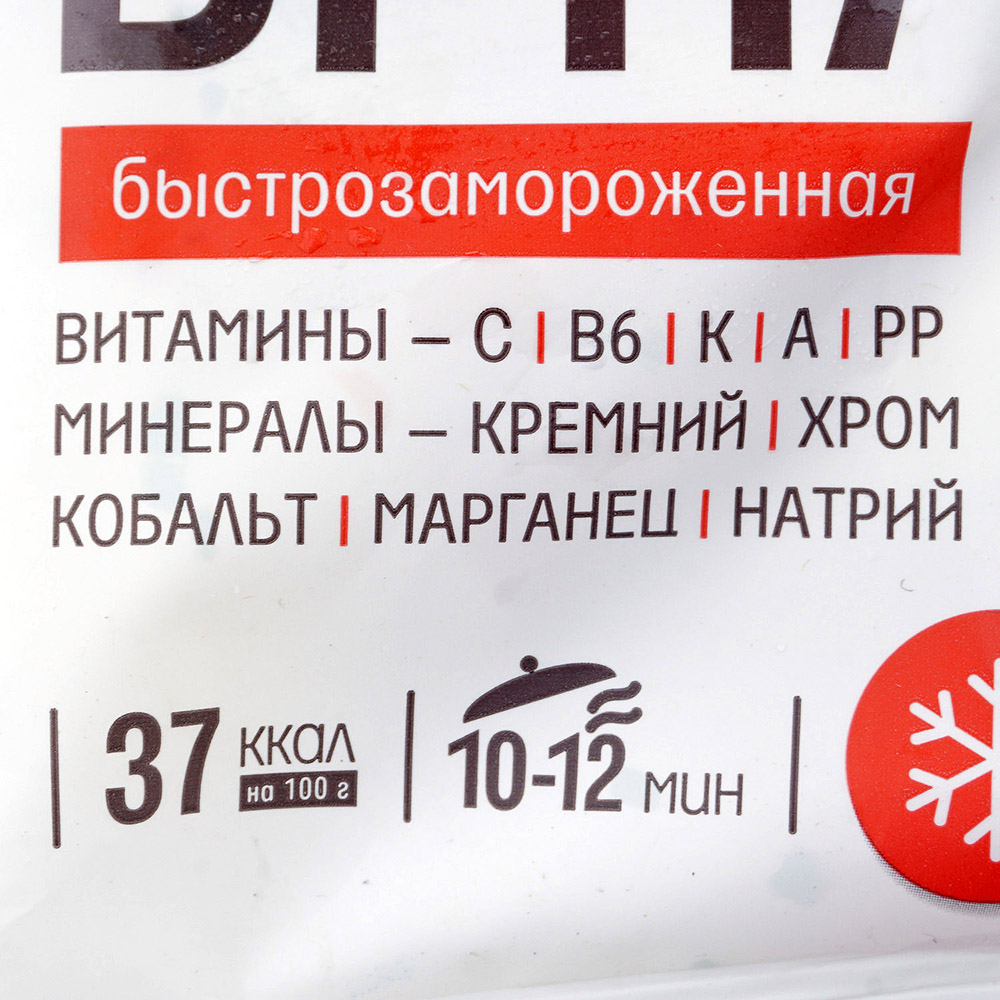 быстрозамороженная
ВИТАМИНЫ – С | В6 | К | А | РР
МИНЕРАЛЫ – КРЕМНИЙ | ХРОМ
КОБАЛЬТ | МАРГАНЕЦ | НАТРИЙ
37 ккал
на 100 г
10-12 мин